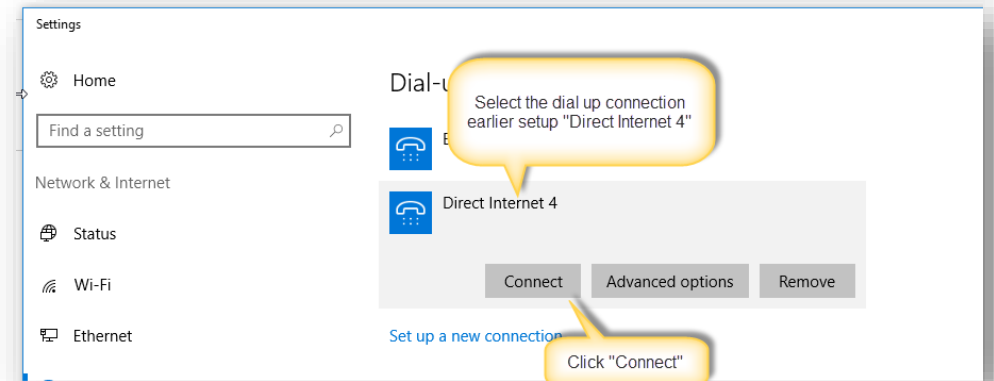 Settings
Home
Find a setting
Network & Internet
Status
Wi-Fi
Ethernet
Select the dial up connection
earlier setup "Direct Internet 4"
Direct Internet 4
Connect
Advanced options
Remove
Set up a new connection
Click "Connect"